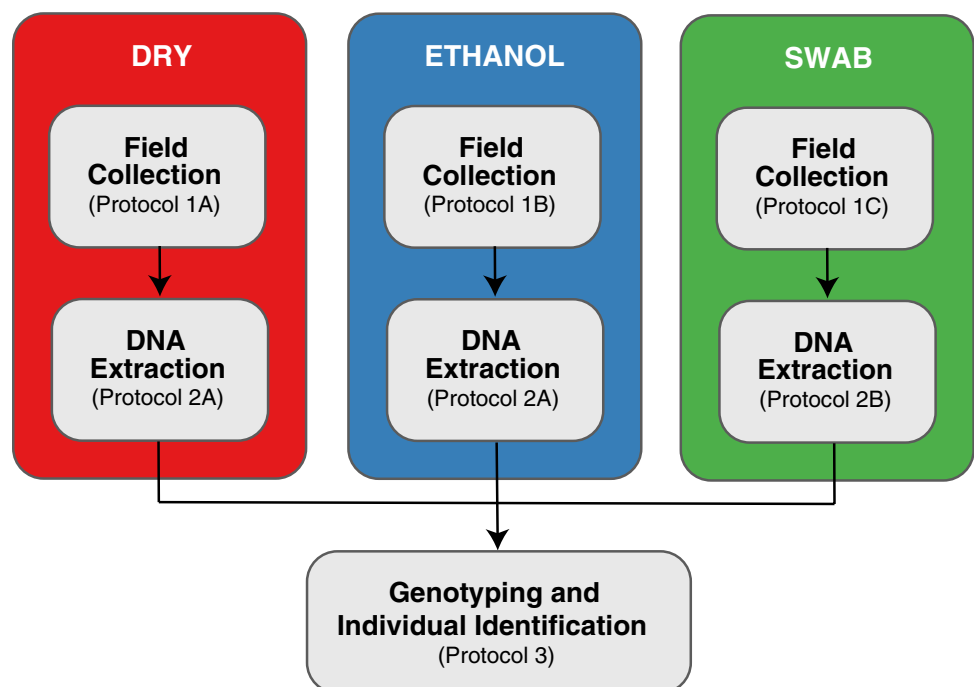 DRY
Field
Collection
(Protocol 1A)
DNA
Extraction
(Protocol 2A)
ETHANOL
Field
Collection
(Protocol 1B)
DNA
Extraction
(Protocol 2A)
SWAB
Field
Collection
(Protocol 1C)
DNA
Extraction
(Protocol 2B)
Genotyping and
Individual Identification
(Protocol 3)